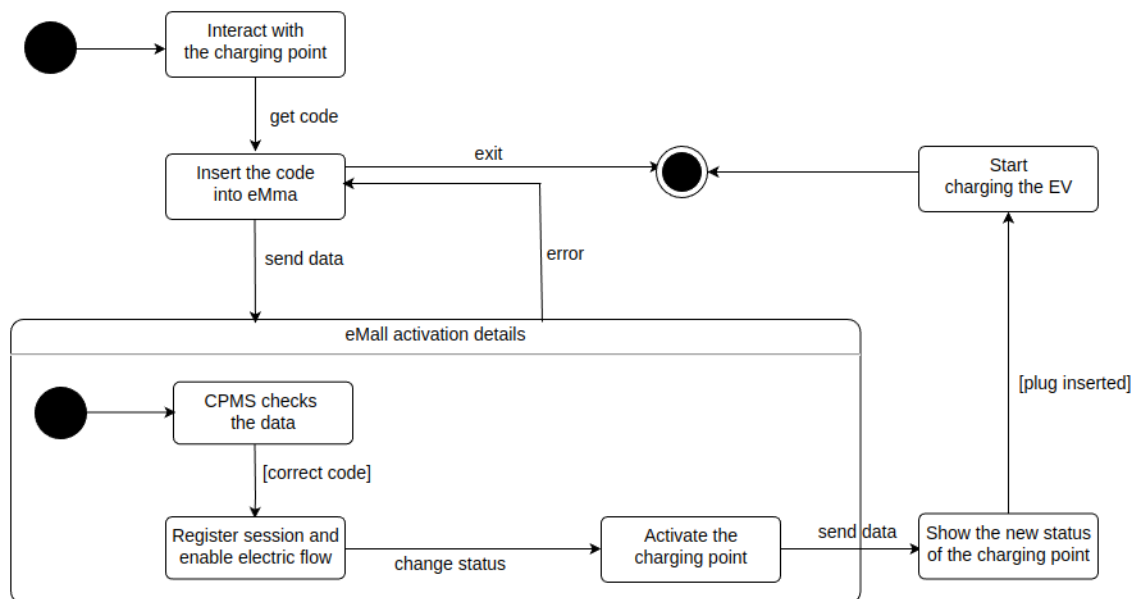 Interact with
the charging point
get code
Insert the code
into eMma
exit
Start
charging the EV
send data
error
eMall activation details
CPMS checks
the data
[plug inserted]
[correct code]
Register session and
enable electric flow
change status
Activate the
charging point
send data
Show the new status
of the charging point